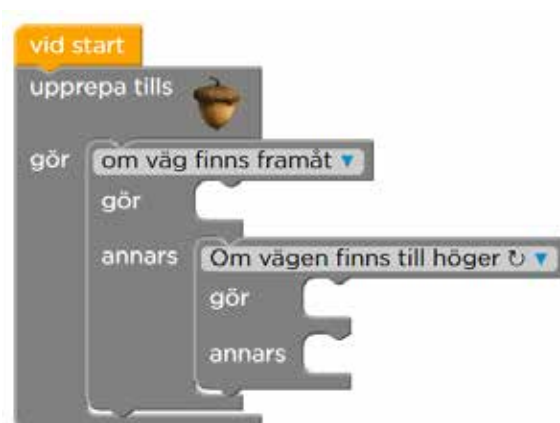 vid start
upprepa tills
gör om väg finns framåt
gör
annars Om vägen finns till höger ↻
gör
annars